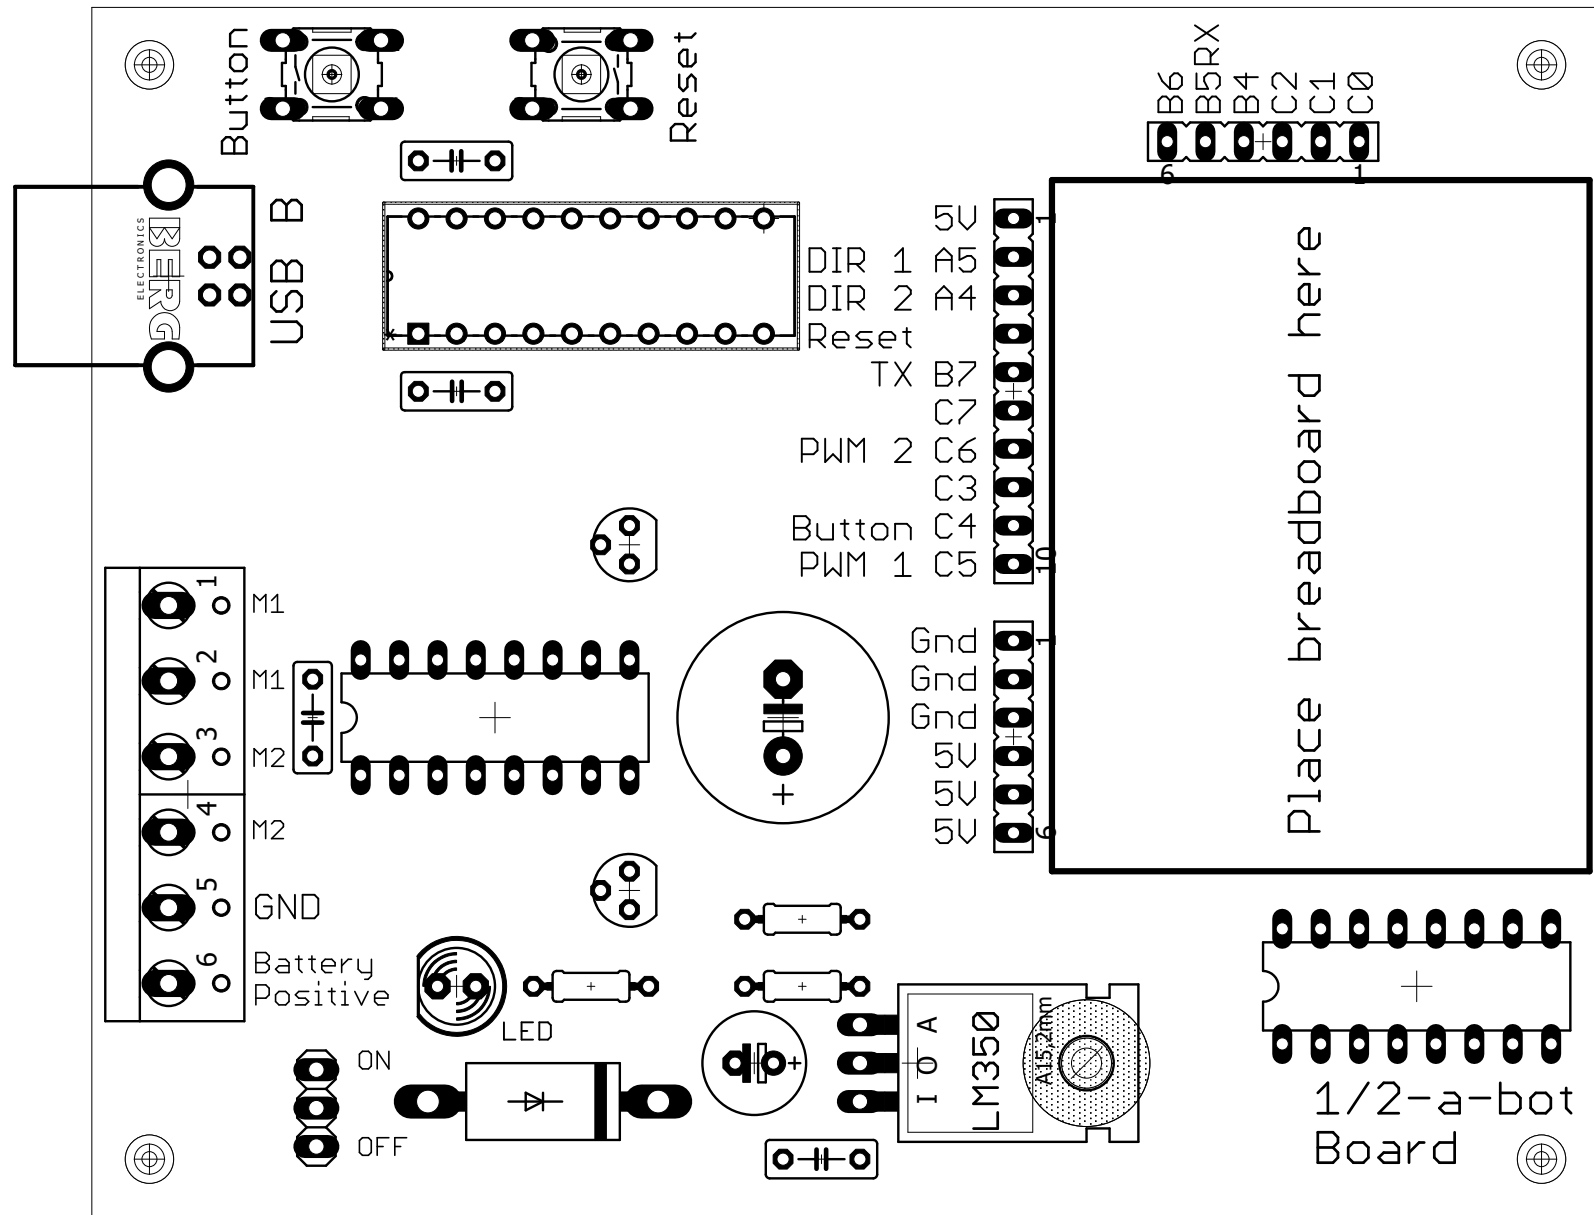 Button
Reset
B6
B5RX
B4
C2
C1
C0
6
1
BERG
ELECTRONICS
USB B
5V
1
DIR 1 A5
DIR 2 A4
Reset
TX B7
C7
PWM 2 C6
C3
Button C4
PWM 1 C5
10
Place breadboard here
1
M1
2
M1
3
M2
4
M2
5
GND
6
Battery
Positive
Gnd
1
Gnd
Gnd
5V
5V
5V
6
+
LED
ON
OFF
+
A
O
I
LM350
A15,2mm
1/2-a-bot
Board